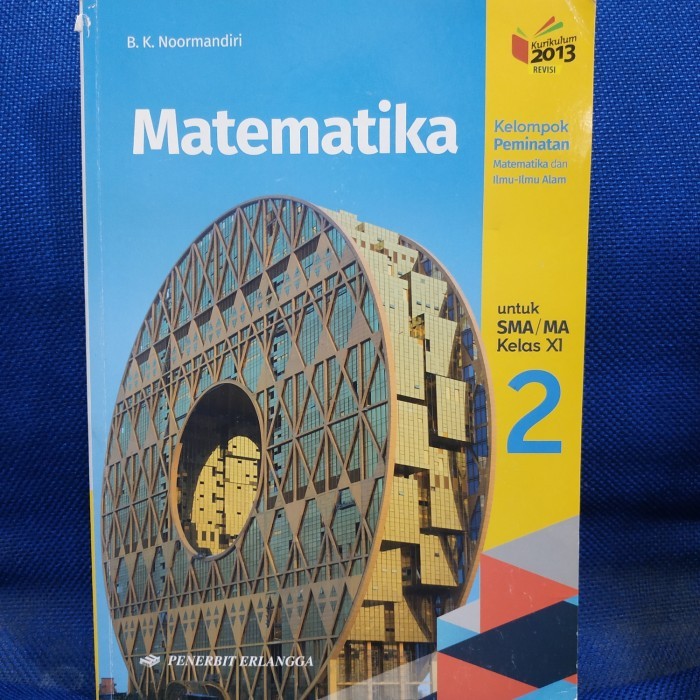 B. K. Noormandiri
Kurikulum
2013
REVISI
Matematika
Kelompok
Peminatan
Matematika dan
Ilmu-Ilmu Alam
untuk
SMA/MA
Kelas XI
2
PENERBIT ERLANGGA